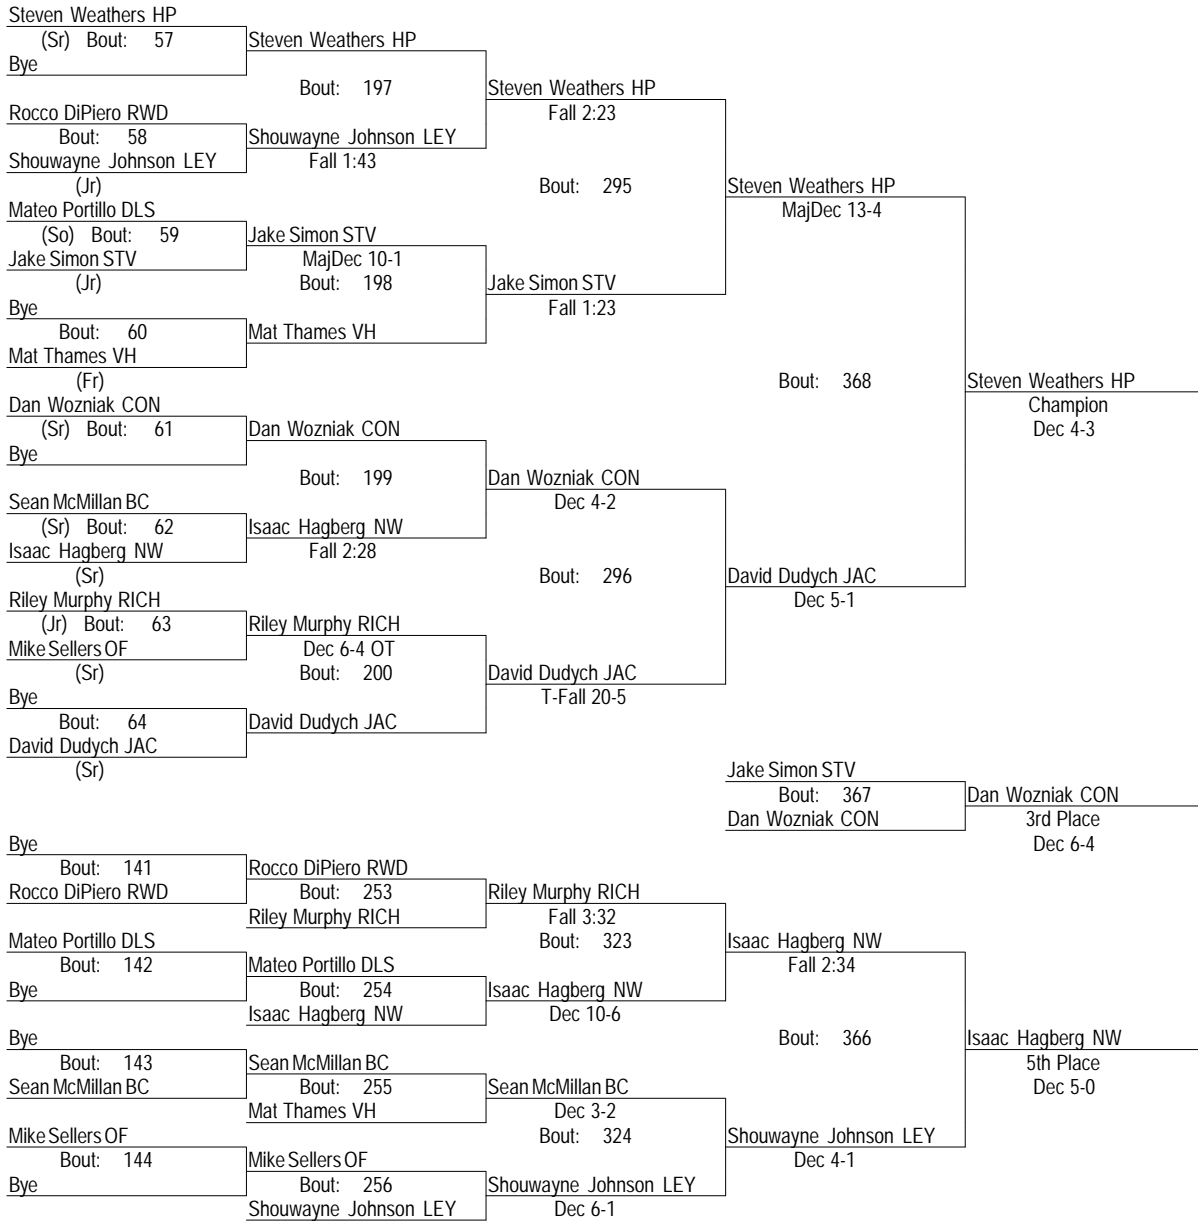 Steven Weathers HP
(Sr) Bout: 57
Bye
Steven Weathers HP
Bout: 197
Steven Weathers HP
Fall 2:23
Rocco DiPiero RWD
Bout: 58
Shouwayne Johnson LEY
(Jr)
Shouwayne Johnson LEY
Fall 1:43
Bout: 295
Steven Weathers HP
MajDec 13-4
Mateo Portillo DLS
(So) Bout: 59
Jake Simon STV
(Jr)
Jake Simon STV
MajDec 10-1
Bout: 198
Jake Simon STV
Fall 1:23
Bye
Bout: 60
Mat Thames VH
(Fr)
Mat Thames VH
Bout: 368
Steven Weathers HP
Champion
Dec 4-3
Dan Wozniak CON
(Sr) Bout: 61
Bye
Dan Wozniak CON
Bout: 199
Dan Wozniak CON
Dec 4-2
Sean McMillan BC
(Sr) Bout: 62
Isaac Hagberg NW
(Sr)
Isaac Hagberg NW
Fall 2:28
Bout: 296
David Dudych JAC
Dec 5-1
Riley Murphy RICH
(Jr) Bout: 63
Mike Sellers OF
(Sr)
Riley Murphy RICH
Dec 6-4 OT
Bout: 200
David Dudych JAC
T-Fall 20-5
Bye
Bout: 64
David Dudych JAC
(Sr)
David Dudych JAC
Jake Simon STV
Bout: 367
Dan Wozniak CON
Dan Wozniak CON
3rd Place
Dec 6-4
Bye
Bout: 141
Rocco DiPiero RWD
Rocco DiPiero RWD
Bout: 253
Riley Murphy RICH
Riley Murphy RICH
Fall 3:32
Bout: 323
Isaac Hagberg NW
Fall 2:34
Mateo Portillo DLS
Bout: 142
Bye
Mateo Portillo DLS
Bout: 254
Isaac Hagberg NW
Isaac Hagberg NW
Dec 10-6
Bout: 366
Isaac Hagberg NW
5th Place
Dec 5-0
Bye
Bout: 143
Sean McMillan BC
Sean McMillan BC
Bout: 255
Mat Thames VH
Sean McMillan BC
Dec 3-2
Bout: 324
Shouwayne Johnson LEY
Dec 4-1
Mike Sellers OF
Bout: 144
Bye
Mike Sellers OF
Bout: 256
Shouwayne Johnson LEY
Shouwayne Johnson LEY
Dec 6-1